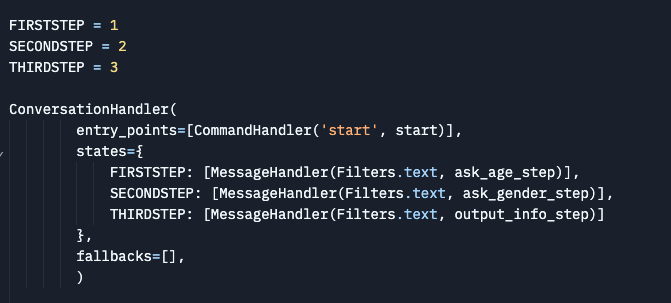 FIRSTSTEP = 1
SECONDSTEP = 2
THIRDSTEP = 3
ConversationHandler(
entry_points=[CommandHandler('start', start)],
states={
FIRSTSTEP: [MessageHandler(Filters.text, ask_age_step)],
SECONDSTEP: [MessageHandler(Filters.text, ask_gender_step)],
THIRDSTEP: [MessageHandler(Filters.text, output_info_step)]
},
fallbacks=[],
)